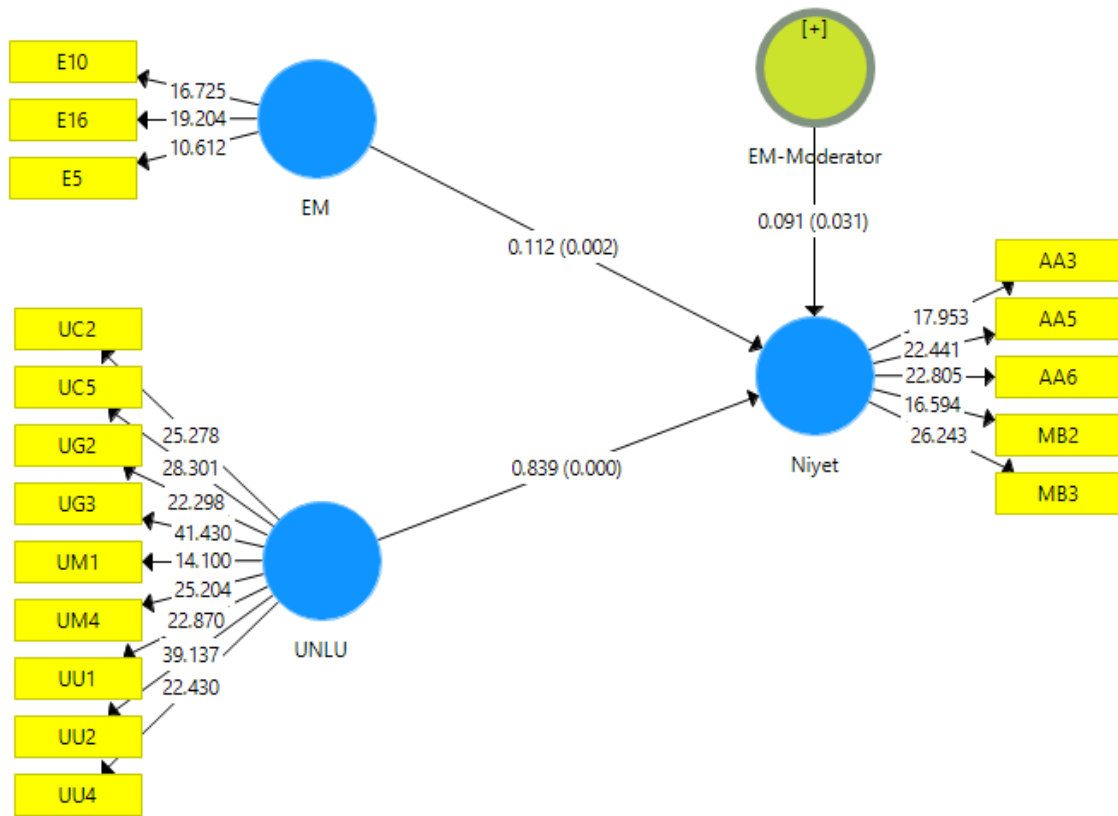 E10
E16
E5
16.725
19.204
10.612
EM
[+]
EM-Moderator
0.112 (0.002)
0.091 (0.031)
UC2
UC5
UG2
UG3
UM1
UM4
UU1
UU2
UU4
25.278
28.301
22.298
41.430
14.100
25.204
22.870
39.137
22.430
UNLU
0.839 (0.000)
Niyet
17.953
22.441
22.805
16.594
26.243
AA3
AA5
AA6
MB2
MB3